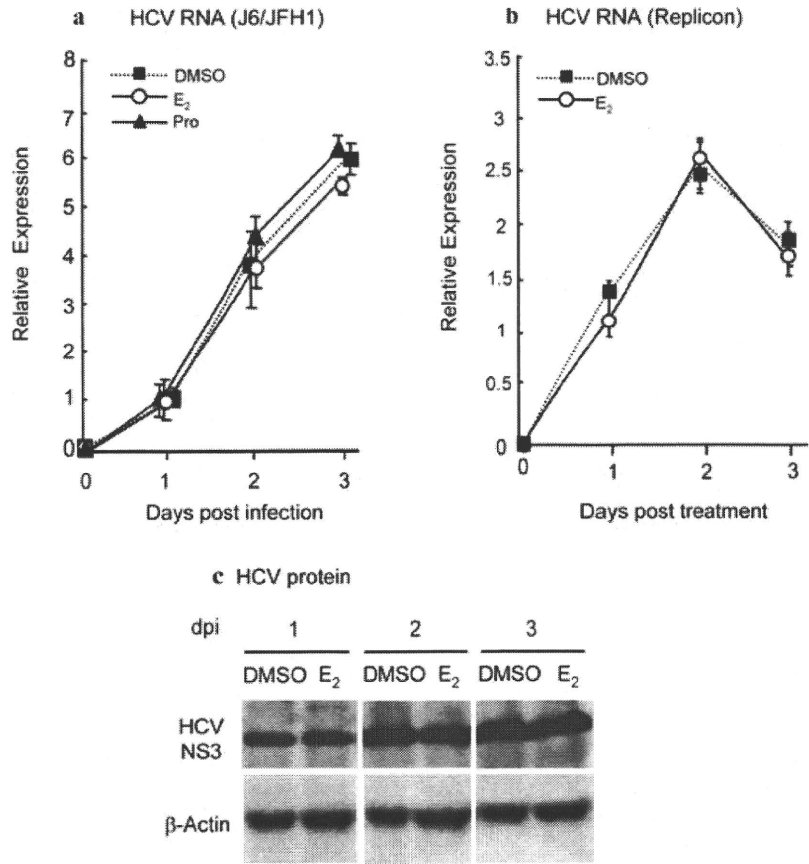 a HCV RNA (J6/JFH1)
8
7
6
5
4
3
2
1
0
Relative Expression
DMSO
E2
Pro
0 1 2 3
Days post infection
b HCV RNA (Replicon)
3.5
3
2.5
2
1.5
1
0.5
0
Relative Expression
DMSO
E2
0 1 2 3
Days post treatment
c HCV protein
dpi 1 2 3
DMSO E2 DMSO E2 DMSO E2
HCV
NS3
β-Actin